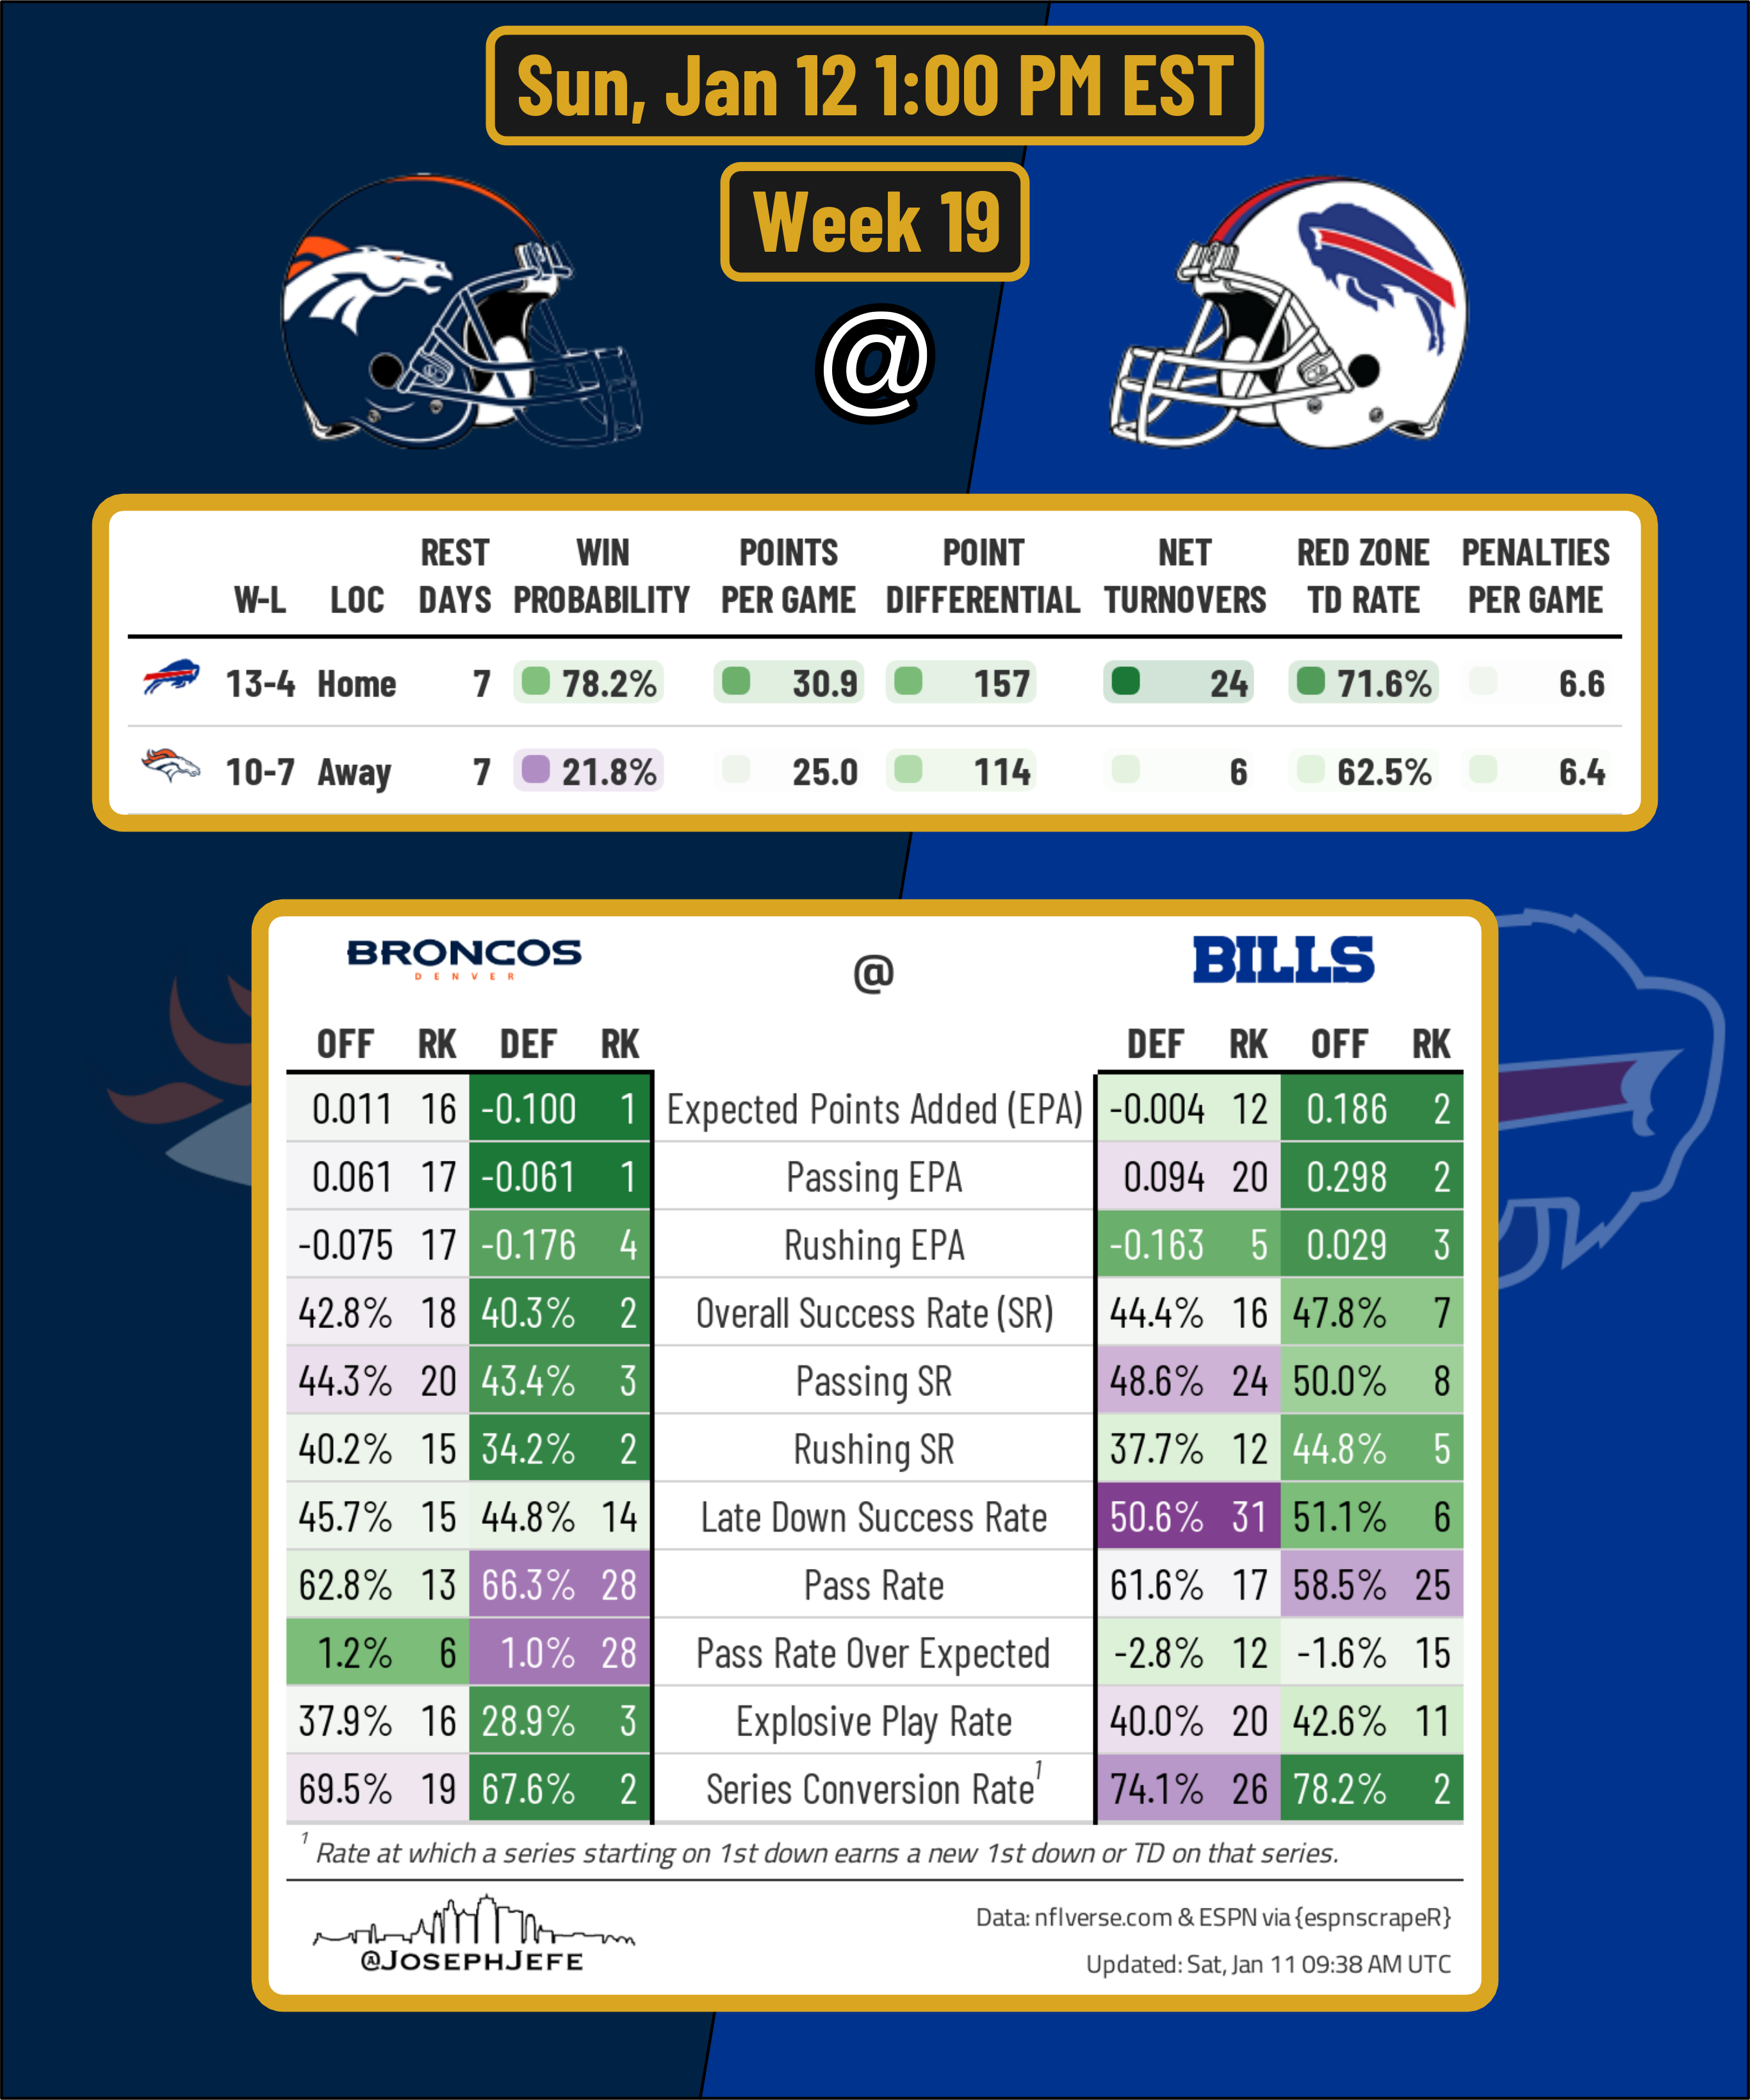 Sun, Jan 12 1:00 PM EST
Week 19
@
REST WIN POINTS POINT NET RED ZONE PENALTIES
W-L LOC DAYS PROBABILITY PER GAME DIFFERENTIAL TURNOVERS TD RATE PER GAME
13-4 Home 7 78.2% 30.9 157 24 71.6% 6.6
10-7 Away 7 21.8% 25.0 114 6 62.5% 6.4
BRONCOS @ BILLS
DENVER
OFF RK DEF RK DEF RK OFF RK
0.011 16 -0.100 1 Expected Points Added (EPA) -0.004 12 0.186 2
0.061 17 -0.061 1 Passing EPA 0.094 20 0.298 2
-0.075 17 -0.176 4 Rushing EPA -0.163 5 0.029 3
42.8% 18 40.3% 2 Overall Success Rate (SR) 44.4% 16 47.8% 7
44.3% 20 43.4% 3 Passing SR 48.6% 24 50.0% 8
40.2% 15 34.2% 2 Rushing SR 37.7% 12 44.8% 5
45.7% 15 44.8% 14 Late Down Success Rate 50.6% 31 51.1% 6
62.8% 13 66.3% 28 Pass Rate 61.6% 17 58.5% 25
1.2% 6 1.0% 28 Pass Rate Over Expected -2.8% 12 -1.6% 15
37.9% 16 28.9% 3 Explosive Play Rate 40.0% 20 42.6% 11
69.5% 19 67.6% 2 Series Conversion Rate¹ 74.1% 26 78.2% 2
¹ Rate at which a series starting on 1st down earns a new 1st down or TD on that series.
@JOSEPHJEFE
Data: nflverse.com & ESPN via {espnscrapeR}
Updated: Sat, Jan 11 09:38 AM UTC